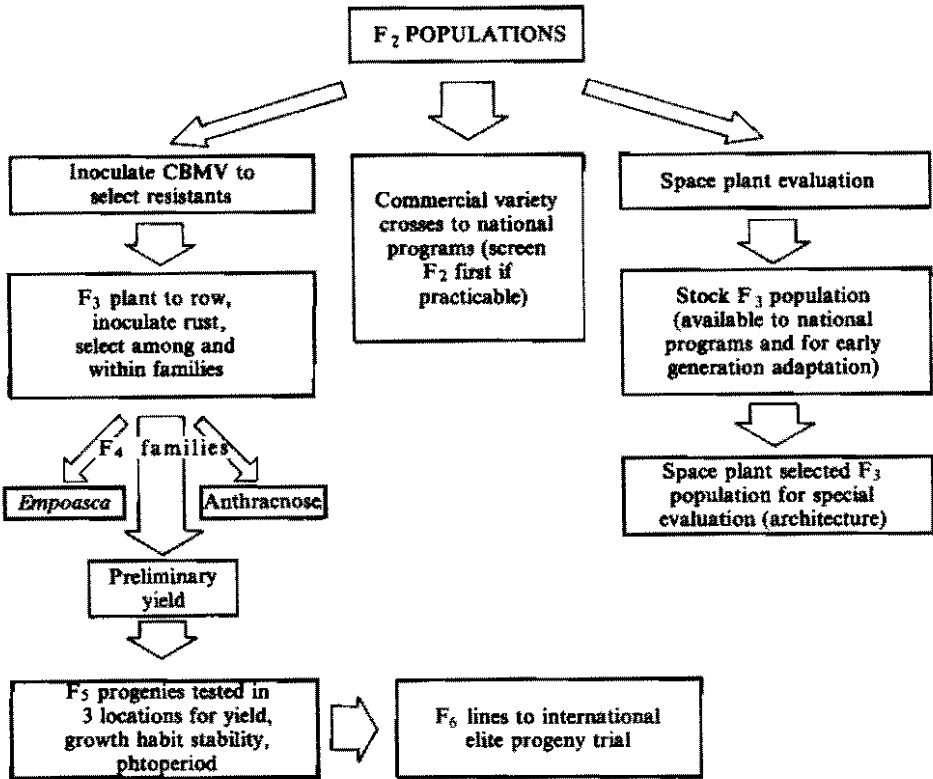 F₂ POPULATIONS
Inoculate CBMV to
select resistants
F₃ plant to row,
inoculate rust,
select among and
within families
F₄ families
Empoasca
Anthracnose
Preliminary
yield
F₅ progenies tested in
3 locations for yield,
growth habit stability,
phtoperiod
F₆ lines to international
elite progeny trial
Commercial variety
crosses to national
programs (screen
F₂ first if
practicable)
Space plant evaluation
Stock F₃ population
(available to national
programs and for early
generation adaptation)
Space plant selected F₃
population for special
evaluation (architecture)